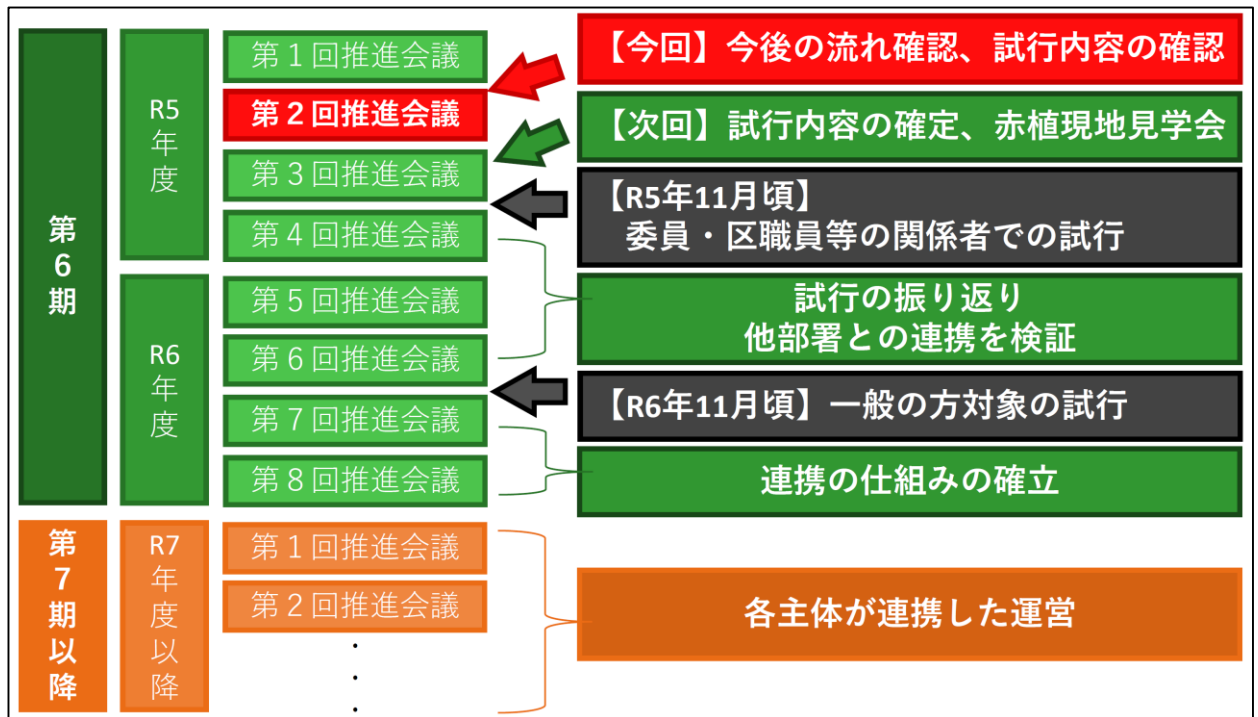 第6期
R5年度
第1回推進会議
第2回推進会議
第3回推進会議
第4回推進会議
【今回】今後の流れ確認、試行内容の確認
【次回】試行内容の確定、赤植現地見学会
【R5年11月頃】
委員・区職員等の関係者での試行
R6年度
第5回推進会議
第6回推進会議
第7回推進会議
第8回推進会議
試行の振り返り
他部署との連携を検証
【R6年11月頃】一般の方対象の試行
連携の仕組みの確立
第7期以降
R7年度以降
第1回推進会議
第2回推進会議
・
・
・
各主体が連携した運営